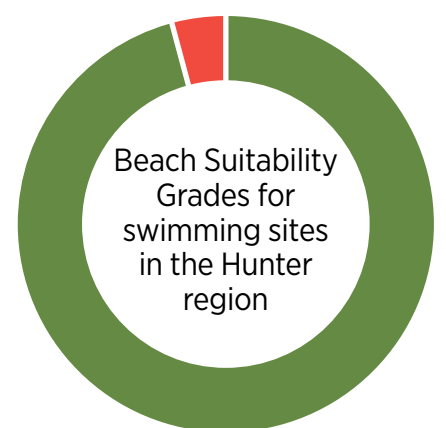 Beach Suitability
Grades for
swimming sites
in the Hunter
region